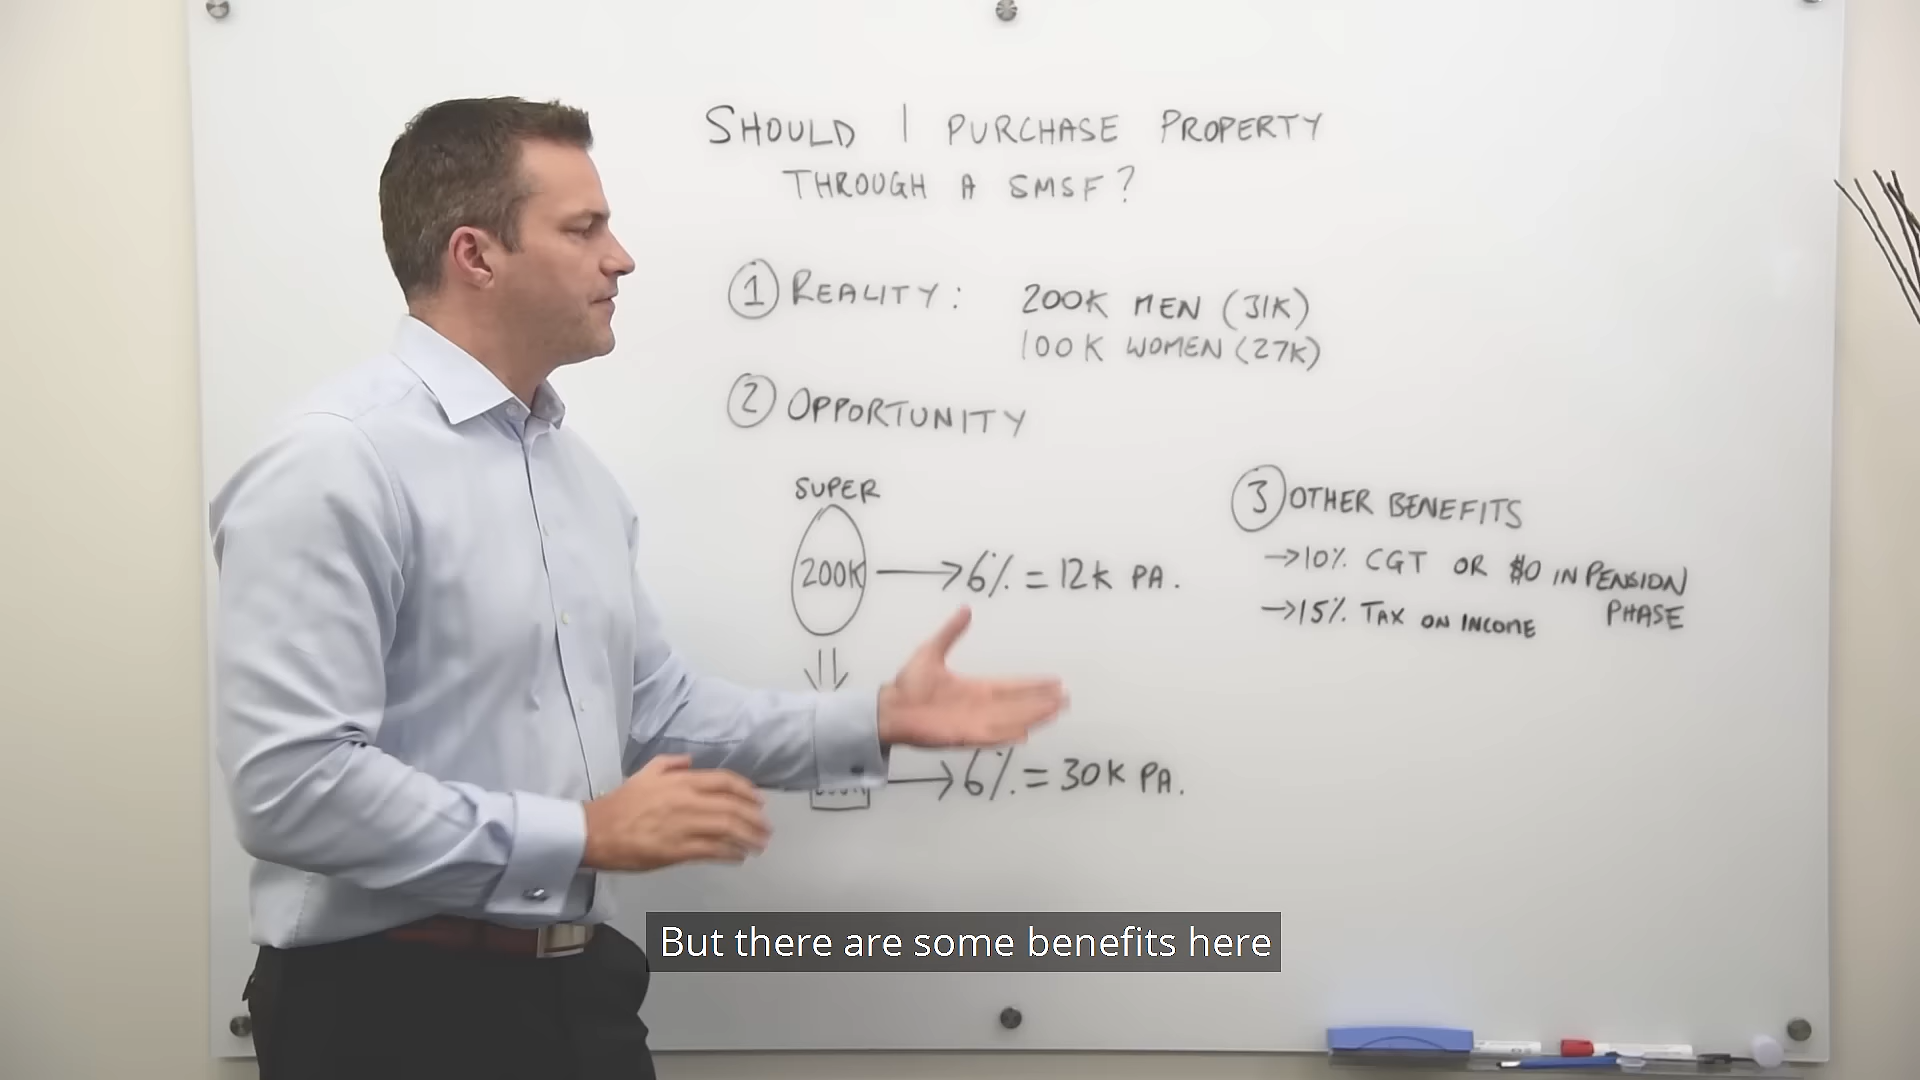 SHOULD I PURCHASE PROPERTY
THROUGH A SMSF?
1 REALITY: 200K MEN (31K)
100K WOMEN (27K)
2 OPPORTUNITY
SUPER
200K → 6% = 12K PA.
→ 6% = 30K PA.
3 OTHER BENEFITS
→ 10% CGT OR $0 IN PENSION
PHASE
→ 15% TAX ON INCOME
But there are some benefits here